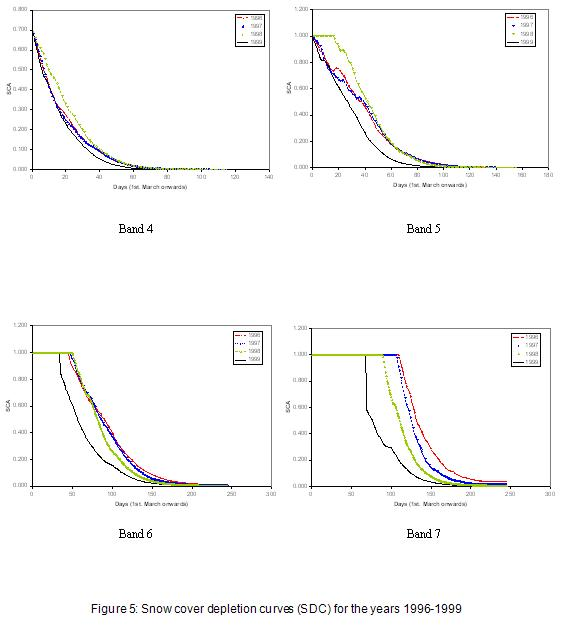 0.800
0.700
0.600
0.500
0.400
0.300
0.200
0.100
0.000
SCA
0 20 40 60 80 100 120 140
Days (1st. March onwards)
1996
1997
1998
1999
Band 4
1.200
1.000
0.800
0.600
0.400
0.200
0.000
SCA
0 20 40 60 80 100 120 140 160 180
Days (1st. March onwards)
1996
1997
1998
1999
Band 5
1.200
1.000
0.800
0.600
0.400
0.200
0.000
SCA
0 50 100 150 200 250 300
Days (1st. March onwards)
1996
1997
1998
1999
Band 6
1.200
1.000
0.800
0.600
0.400
0.200
0.000
SCA
0 50 100 150 200 250 300
Days (1st. March onwards)
1996
1997
1998
1999
Band 7
Figure 5: Snow cover depletion curves (SDC) for the years 1996-1999